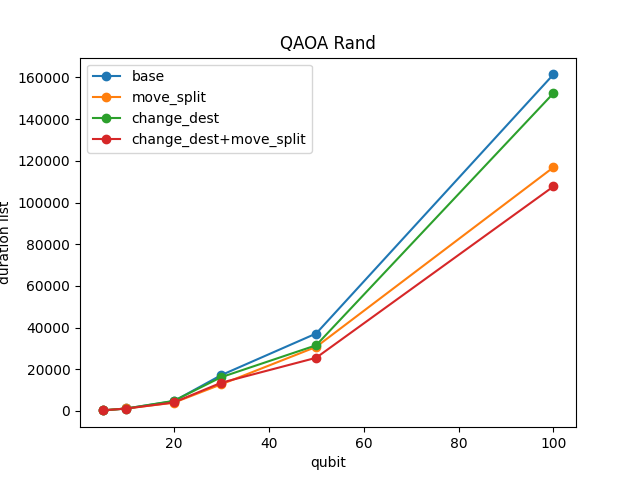 QAOA Rand
base
move_split
change_dest
change_dest+move_split
duration list
160000
140000
120000
100000
80000
60000
40000
20000
0
20
40
60
80
100
qubit